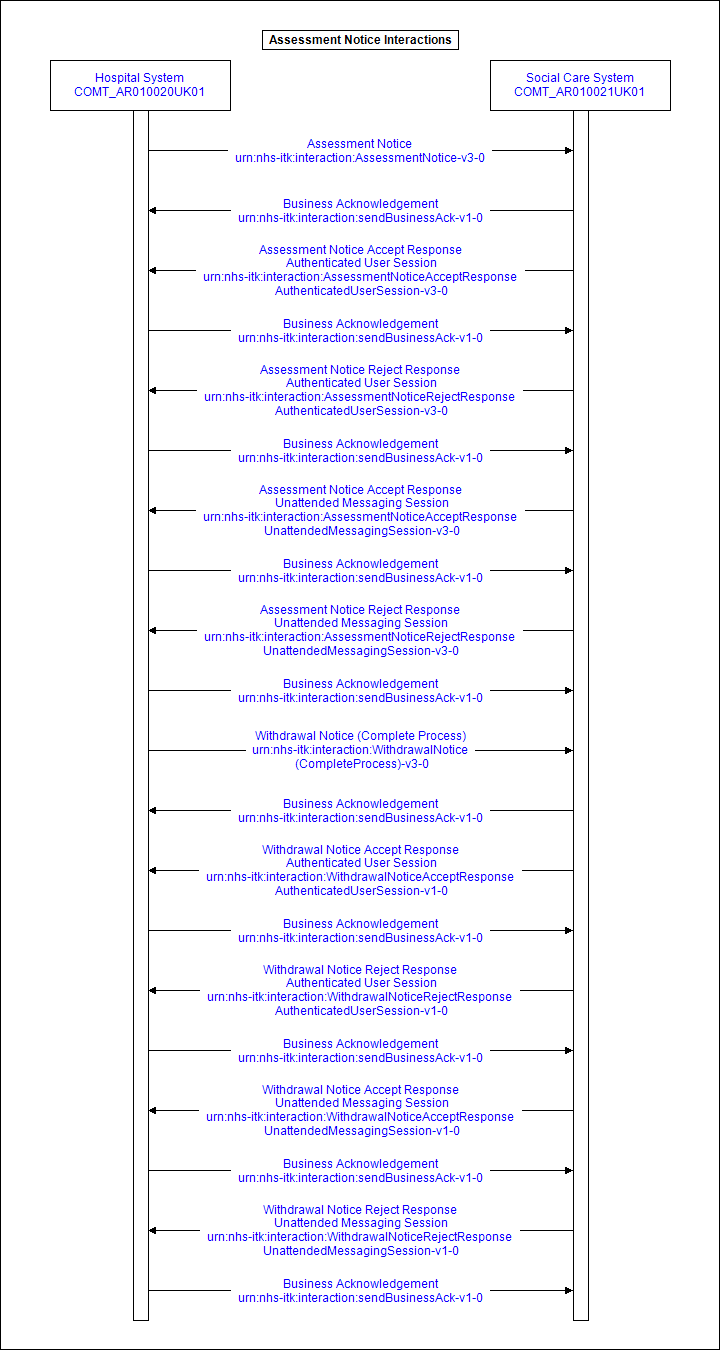 Assessment Notice Interactions
Hospital System
COMT_AR010020UK01
Social Care System
COMT_AR010021UK01
Assessment Notice
urn:nhs-itk:interaction:AssessmentNotice-v3-0
Business Acknowledgement
urn:nhs-itk:interaction:sendBusinessAck-v1-0
Assessment Notice Accept Response
Authenticated User Session
urn:nhs-itk:interaction:AssessmentNoticeAcceptResponse
AuthenticatedUserSession-v3-0
Business Acknowledgement
urn:nhs-itk:interaction:sendBusinessAck-v1-0
Assessment Notice Reject Response
Authenticated User Session
urn:nhs-itk:interaction:AssessmentNoticeRejectResponse
AuthenticatedUserSession-v3-0
Business Acknowledgement
urn:nhs-itk:interaction:sendBusinessAck-v1-0
Assessment Notice Accept Response
Unattended Messaging Session
urn:nhs-itk:interaction:AssessmentNoticeAcceptResponse
UnattendedMessagingSession-v3-0
Business Acknowledgement
urn:nhs-itk:interaction:sendBusinessAck-v1-0
Assessment Notice Reject Response
Unattended Messaging Session
urn:nhs-itk:interaction:AssessmentNoticeRejectResponse
UnattendedMessagingSession-v3-0
Business Acknowledgement
urn:nhs-itk:interaction:sendBusinessAck-v1-0
Withdrawal Notice (Complete Process)
urn:nhs-itk:interaction:WithdrawalNotice
(CompleteProcess)-v3-0
Business Acknowledgement
urn:nhs-itk:interaction:sendBusinessAck-v1-0
Withdrawal Notice Accept Response
Authenticated User Session
urn:nhs-itk:interaction:WithdrawalNoticeAcceptResponse
AuthenticatedUserSession-v1-0
Business Acknowledgement
urn:nhs-itk:interaction:sendBusinessAck-v1-0
Withdrawal Notice Reject Response
Authenticated User Session
urn:nhs-itk:interaction:WithdrawalNoticeRejectResponse
AuthenticatedUserSession-v1-0
Business Acknowledgement
urn:nhs-itk:interaction:sendBusinessAck-v1-0
Withdrawal Notice Accept Response
Unattended Messaging Session
urn:nhs-itk:interaction:WithdrawalNoticeAcceptResponse
UnattendedMessagingSession-v1-0
Business Acknowledgement
urn:nhs-itk:interaction:sendBusinessAck-v1-0
Withdrawal Notice Reject Response
Unattended Messaging Session
urn:nhs-itk:interaction:WithdrawalNoticeRejectResponse
UnattendedMessagingSession-v1-0
Business Acknowledgement
urn:nhs-itk:interaction:sendBusinessAck-v1-0